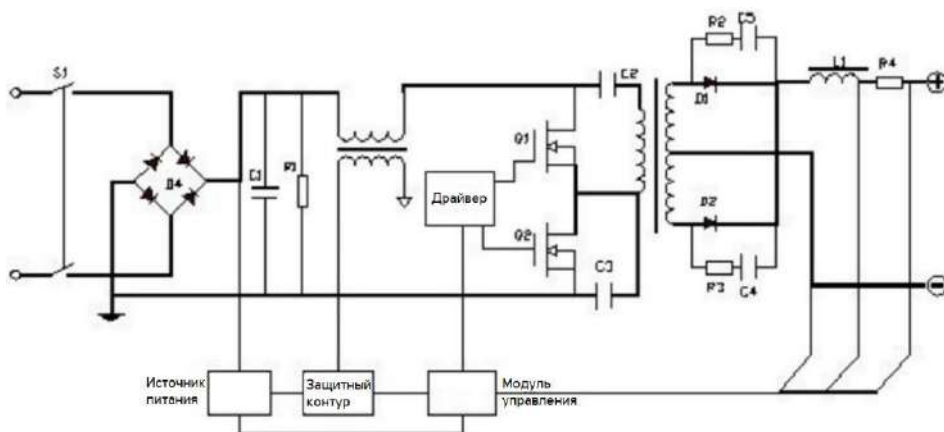 S1
D4
C1
R1
Драйвер
Q1
Q2
C2
C3
R2
C5
D1
D2
R3
C4
L1
R4
Источник
питания
Защитный
контур
Модуль
управления